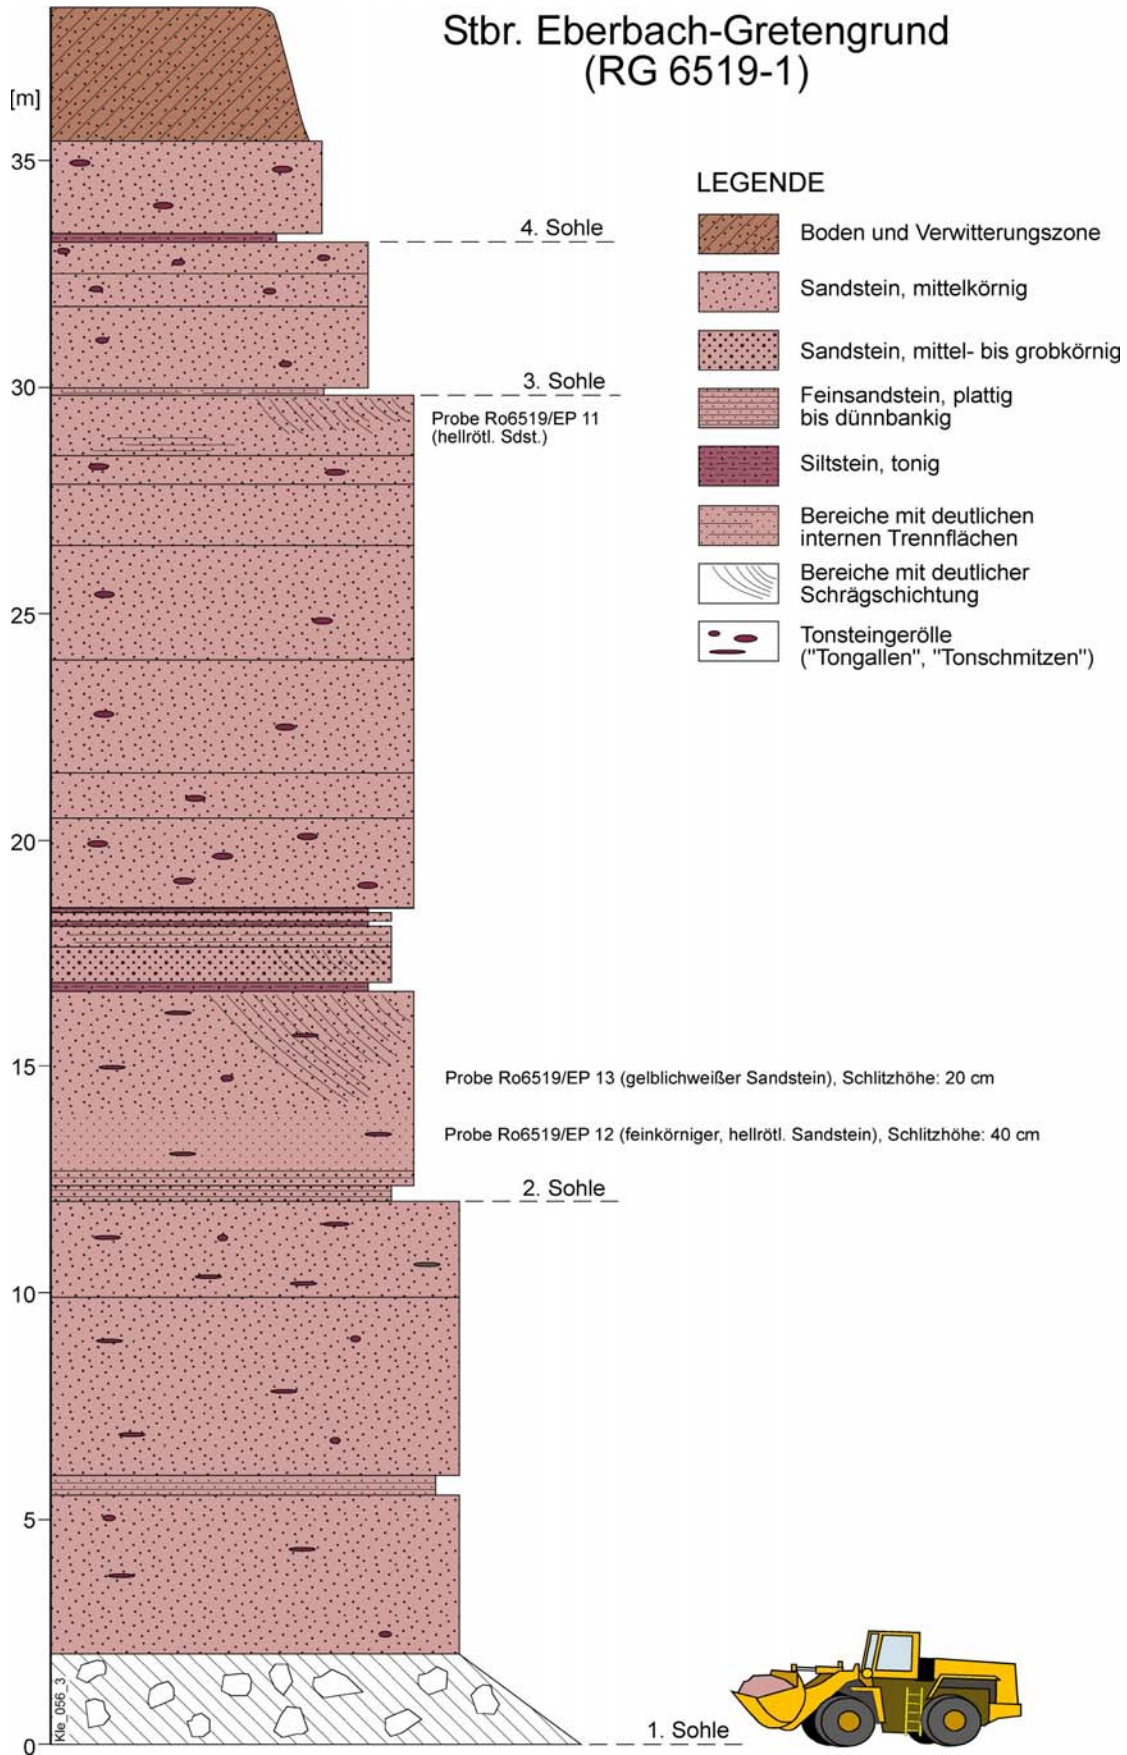 Stbr. Eberbach-Gretengrund
(RG 6519-1)
[m]
35
30
25
20
15
10
5
0
4. Sohle
3. Sohle
Probe Ro6519/EP 11
(hellrötl. Sdst.)
Probe Ro6519/EP 13 (gelblichweißer Sandstein), Schlitzhöhe: 20 cm
Probe Ro6519/EP 12 (feinkörniger, hellrötl. Sandstein), Schlitzhöhe: 40 cm
2. Sohle
1. Sohle
Kle_056_3
LEGENDE
Boden und Verwitterungszone
Sandstein, mittelkörnig
Sandstein, mittel- bis grobkörnig
Feinsandstein, plattig
bis dünnbankig
Siltstein, tonig
Bereiche mit deutlichen
internen Trennflächen
Bereiche mit deutlicher
Schrägschichtung
Tonsteingerölle
("Tongallen", "Tonschmitzen")